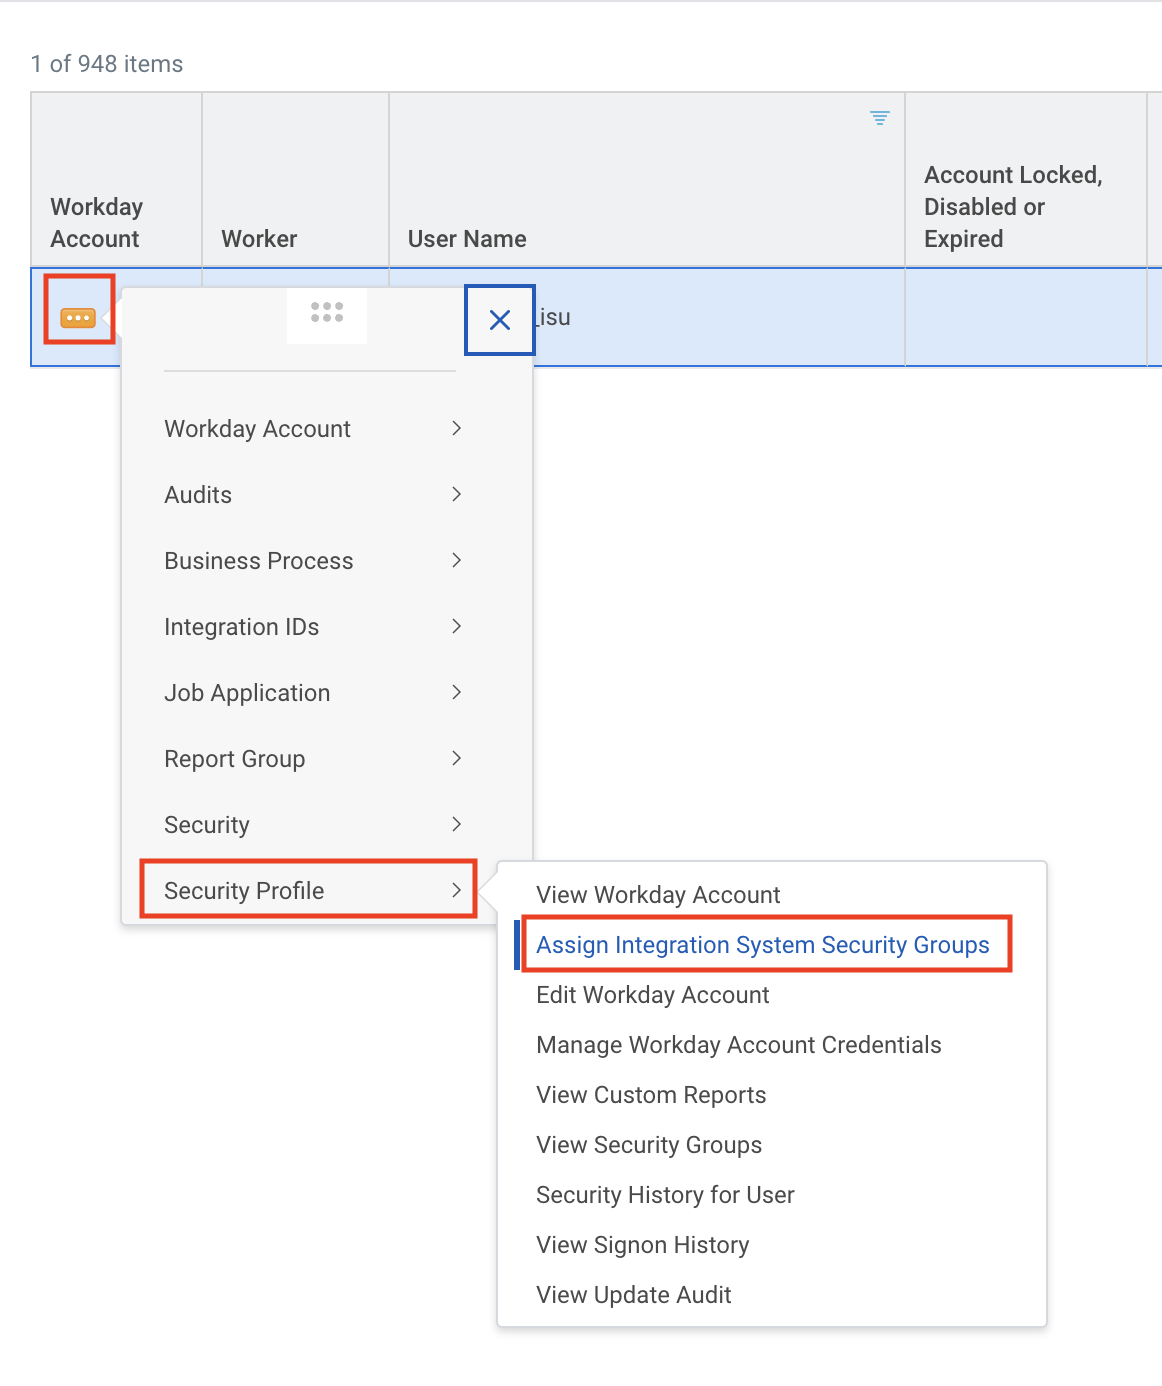 1 of 948 items
Workday
Account
Worker
User Name
Account Locked,
Disabled or
Expired
_isu
Workday Account
Audits
Business Process
Integration IDs
Job Application
Report Group
Security
Security Profile
View Workday Account
Assign Integration System Security Groups
Edit Workday Account
Manage Workday Account Credentials
View Custom Reports
View Security Groups
Security History for User
View Signon History
View Update Audit